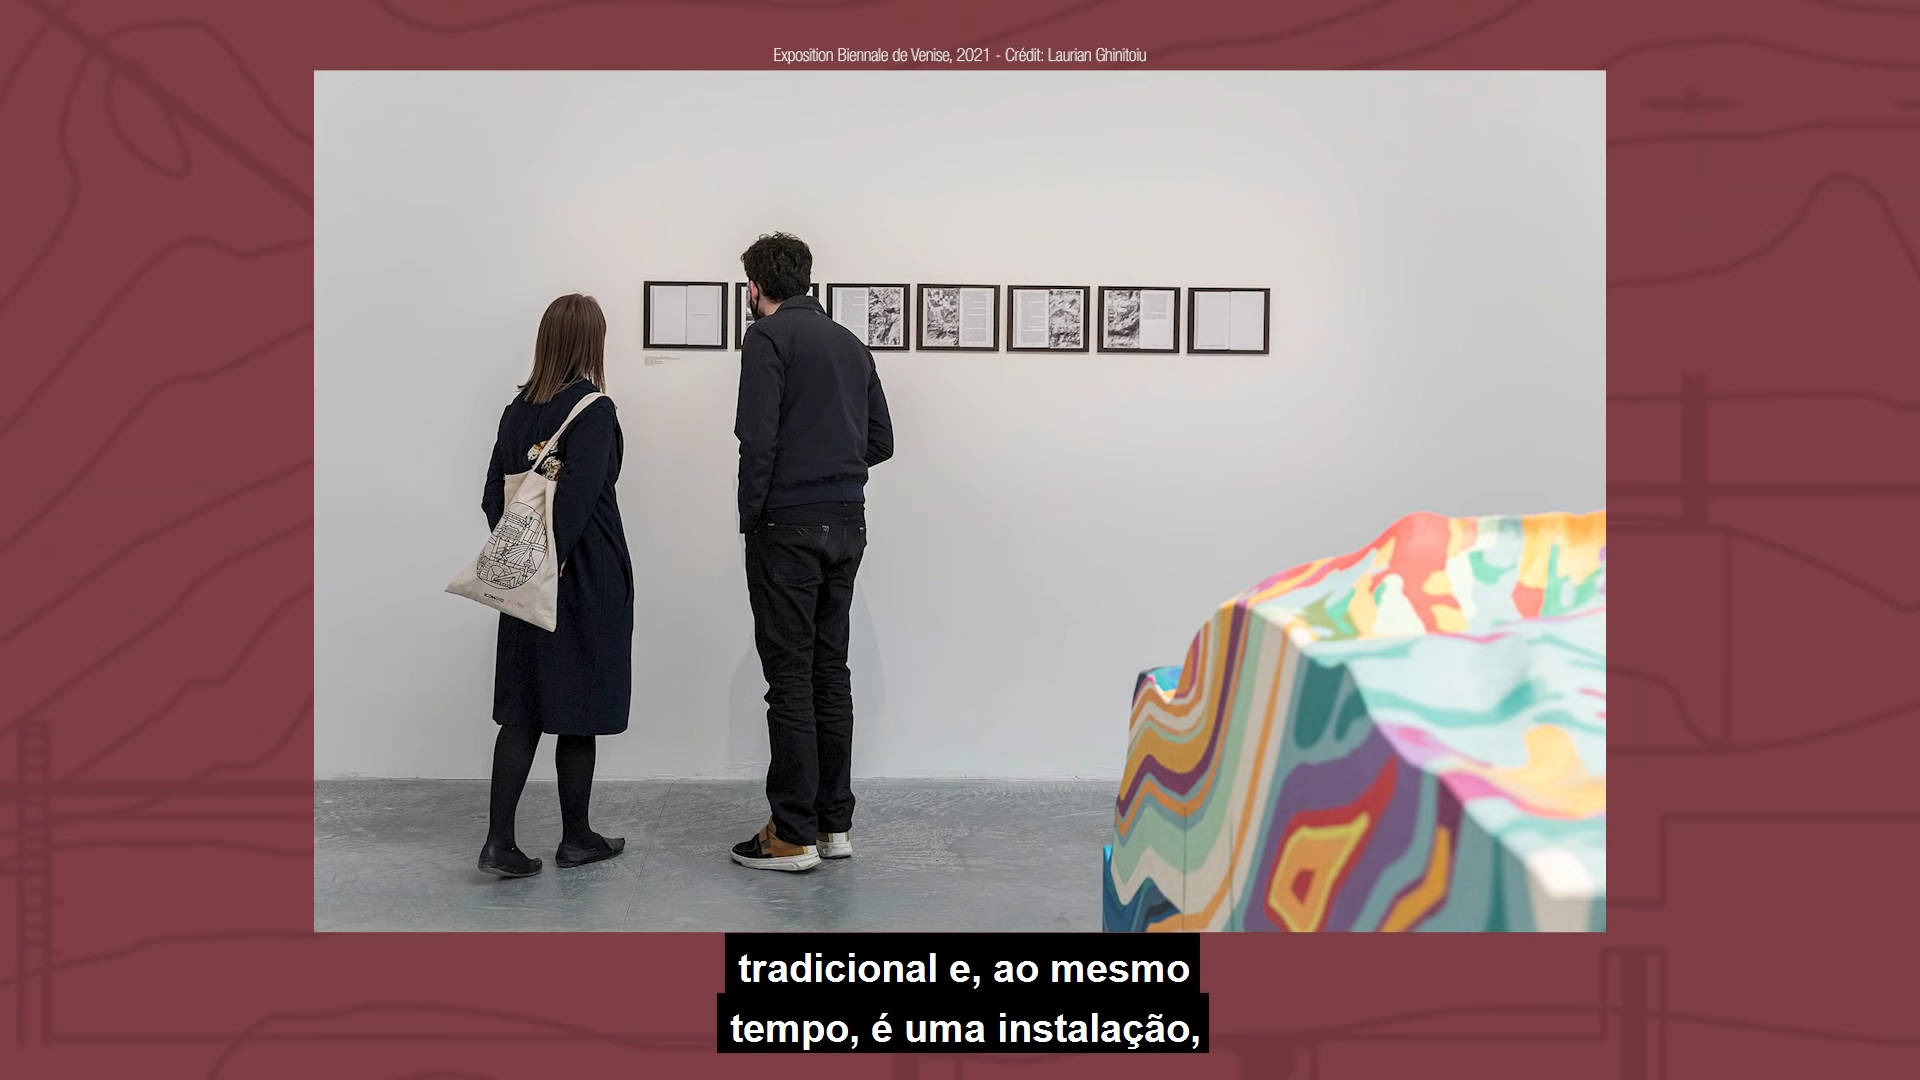 Exposition Biennale de Venise, 2021 - Crédit: Laurian Ghinitoiu
tradicional e, ao mesmo
tempo, é uma instalação,